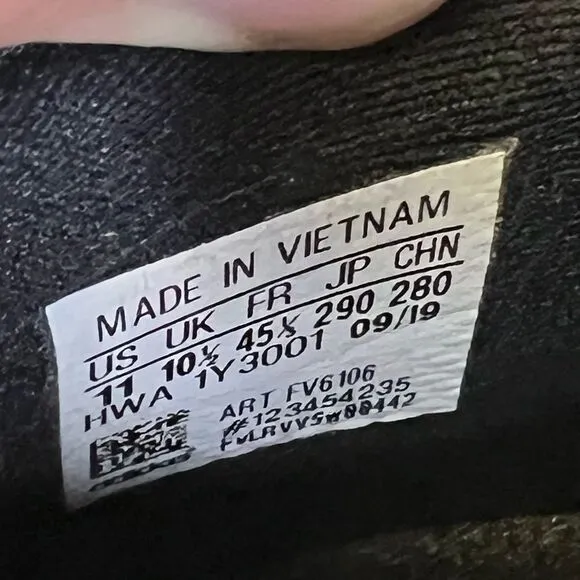 MADE IN VIETNAM
US UK FR JP CHN
11 10½ 45⅓ 290 280
HWA 1Y3001 09/19
ART FV6106
#123454235